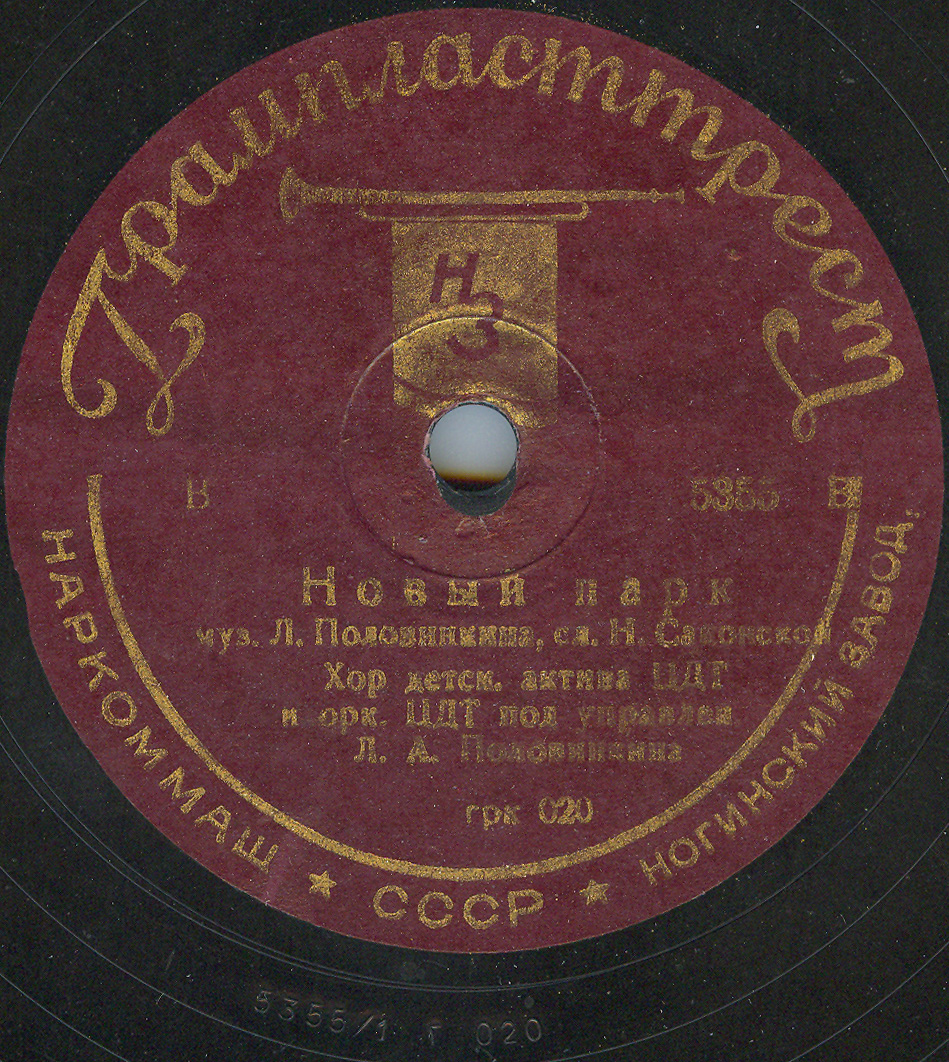 Грампласттрест
НЗ
В 5355 В
Новый парк
муз. Л. Половинкина, сл. Н. Саконской
Хор детск. актива ЦДТ
и орк. ЦДТ под управлен.
Л. А. Половинкина
грк 020
НАРКОММАШ ★ СССР ★ НОГИНСКИЙ ЗАВОД.
5355/1 Г 020